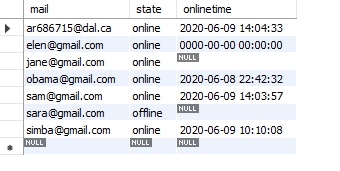 mail state onlinetime
ar686715@dal.ca online 2020-06-09 14:04:33
elen@gmail.com online 0000-00-00 00:00:00
jane@gmail.com online NULL
obama@gmail.com online 2020-06-08 22:42:32
sam@gmail.com online 2020-06-09 14:03:57
sara@gmail.com offline NULL
simba@gmail.com online 2020-06-09 10:10:08
NULL NULL NULL